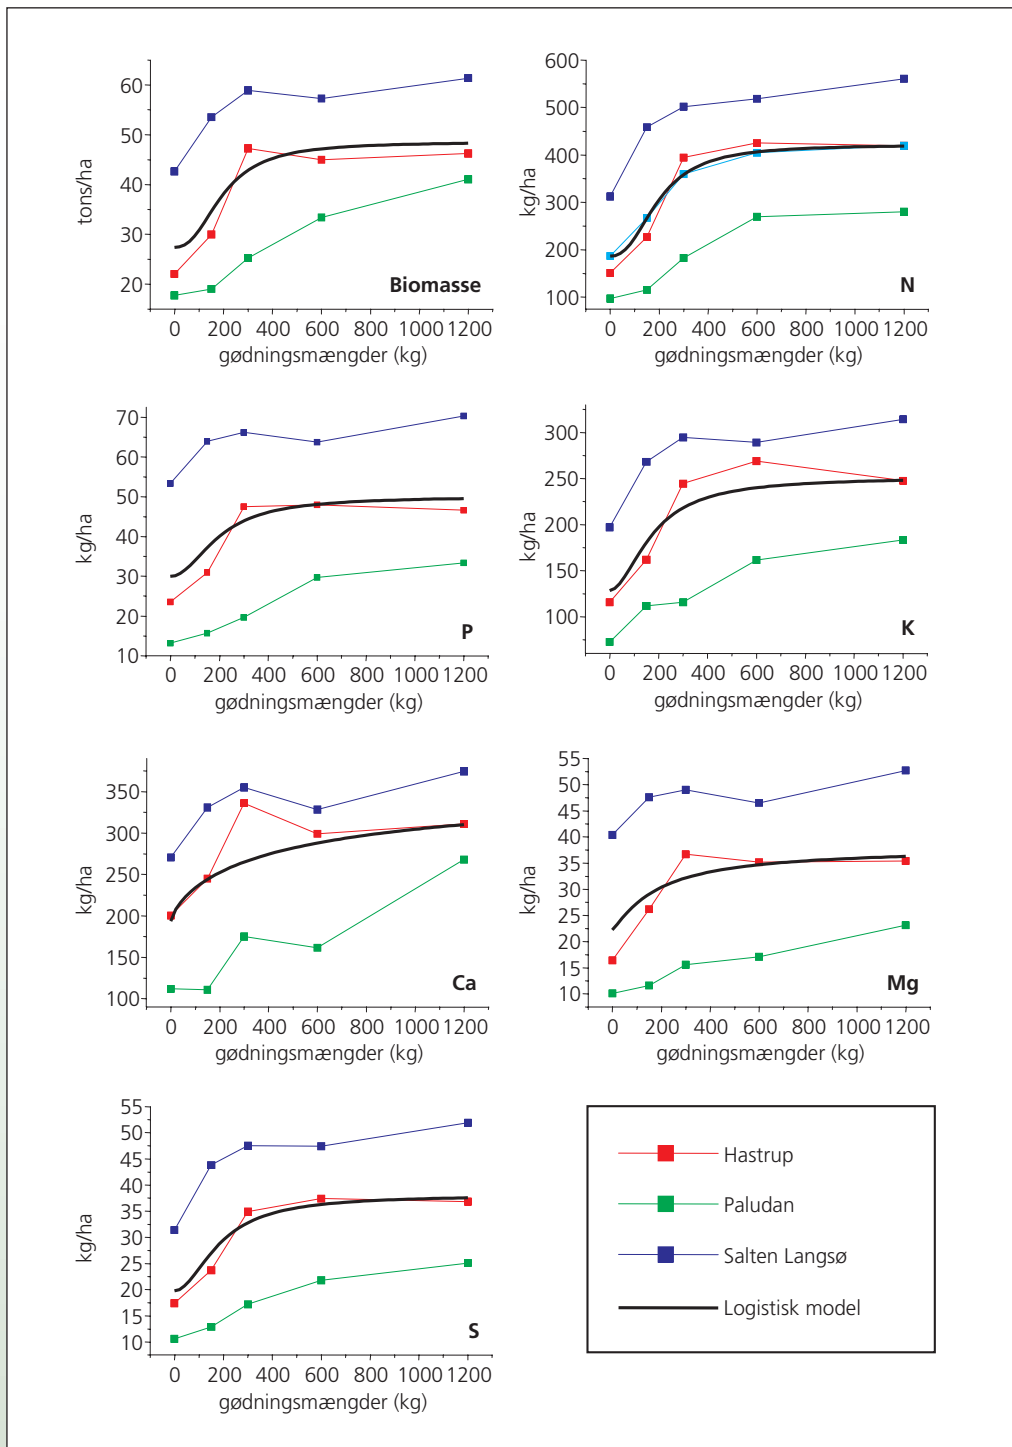 60
50
40
30
20
tons/ha
Biomasse
0 200 400 600 800 1000 1200
gødningsmængder (kg)
600
500
400
300
200
100
kg/ha
N
0 200 400 600 800 1000 1200
gødningsmængder (kg)
70
60
50
40
30
20
10
kg/ha
P
0 200 400 600 800 1000 1200
gødningsmængder (kg)
300
250
200
150
100
kg/ha
K
0 200 400 600 800 1000 1200
gødningsmængder (kg)
350
300
250
200
150
100
kg/ha
Ca
0 200 400 600 800 1000 1200
gødningsmængder (kg)
55
50
45
40
35
30
25
20
15
10
kg/ha
Mg
0 200 400 600 800 1000 1200
gødningsmængder (kg)
55
50
45
40
35
30
25
20
15
10
kg/ha
S
0 200 400 600 800 1000 1200
gødningsmængder (kg)
Hastrup
Paludan
Salten Langsø
Logistisk model